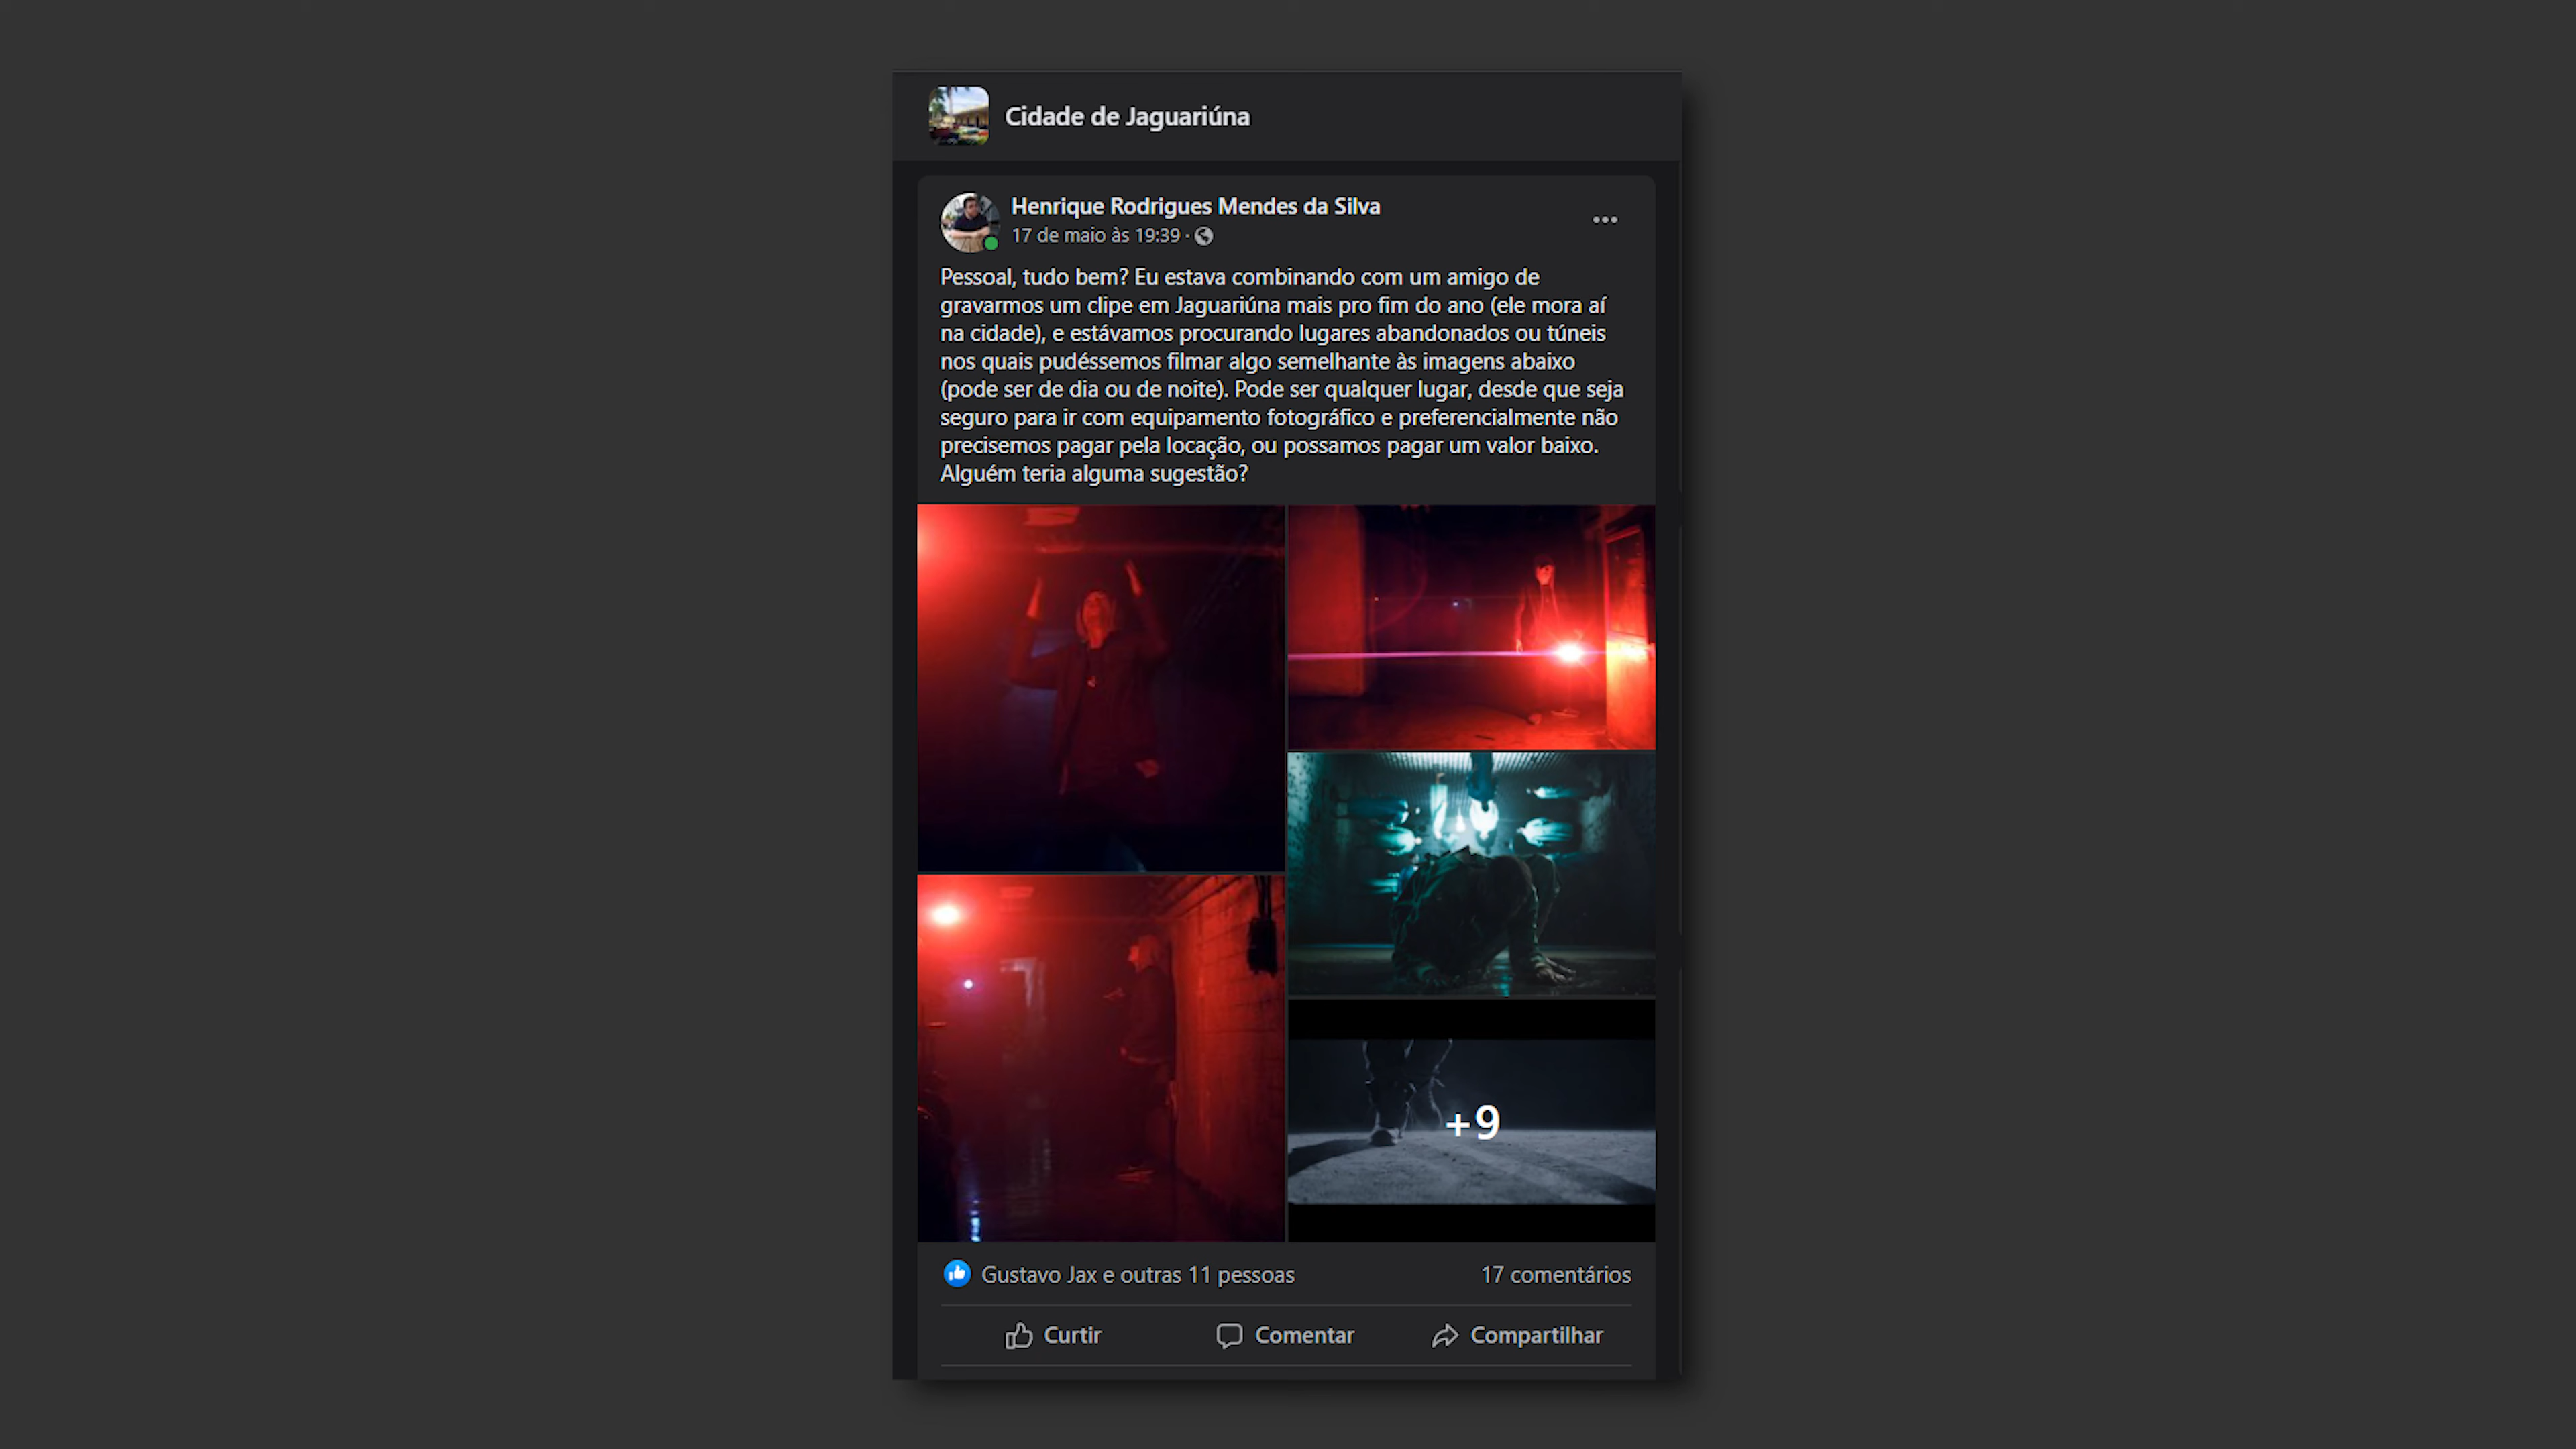 Cidade de Jaguariúna
Henrique Rodrigues Mendes da Silva
17 de maio às 19:39 ·
Pessoal, tudo bem? Eu estava combinando com um amigo de
gravarmos um clipe em Jaguariúna mais pro fim do ano (ele mora aí
na cidade), e estávamos procurando lugares abandonados ou túneis
nos quais pudéssemos filmar algo semelhante às imagens abaixo
(pode ser de dia ou de noite). Pode ser qualquer lugar, desde que seja
seguro para ir com equipamento fotográfico e preferencialmente não
precisemos pagar pela locação, ou possamos pagar um valor baixo.
Alguém teria alguma sugestão?
+9
Gustavo Jax e outras 11 pessoas
17 comentários
Curtir
Comentar
Compartilhar